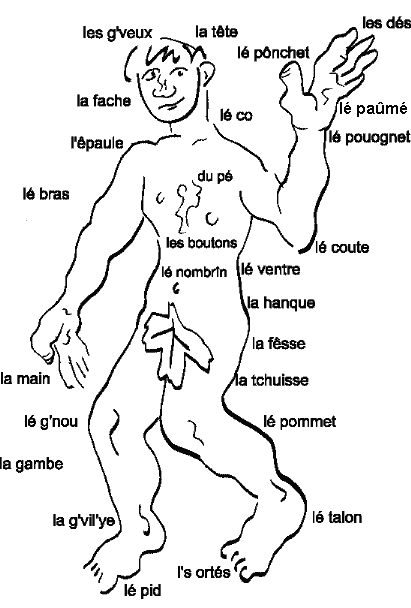 les dés
les g'veux
la tête
lé pônchet
la fache
lé paûmé
lé co
l'êpaule
lé pouognet
du pé
lé bras
les boutons
lé coute
lé nombrîn
lé ventre
la hanque
la fêsse
la main
la tchuisse
lé g'nou
lé pommet
la gambe
la g'vil'ye
lé talon
l's ortés
lé pid